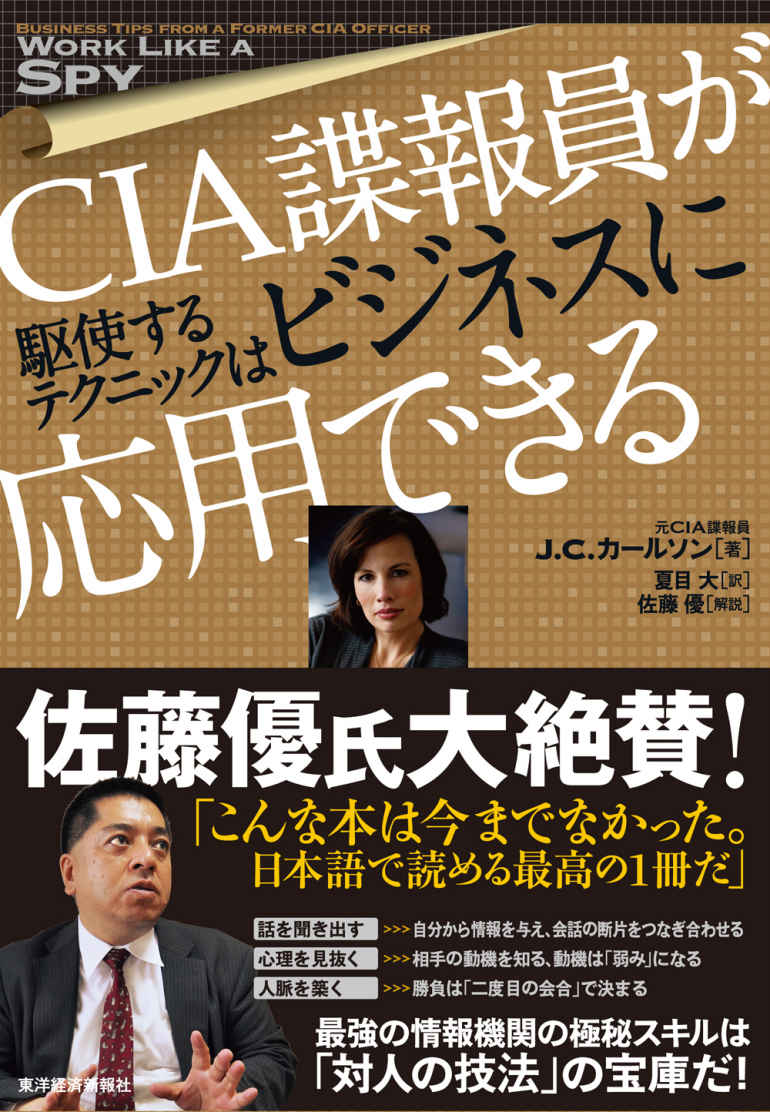 BUSINESS TIPS FROM A FORMER CIA OFFICER
WORK LIKE A
SPY
CIA諜報員が
駆使する
テクニックは
ビジネスに
応用できる
元CIA諜報員
J.C.カールソン[著]
夏目 大[訳]
佐藤 優[解説]
佐藤優氏大絶賛!
「こんな本は今までなかった。
日本語で読める最高の1冊だ」
話を聞き出す >>> 自分から情報を与え、会話の断片をつなぎ合わせる
心理を見抜く >>> 相手の動機を知る、動機は「弱み」になる
人脈を築く >>> 勝負は「二度目の会合」で決まる
最強の情報機関の極秘スキルは
「対人の技法」の宝庫だ!
東洋経済新報社